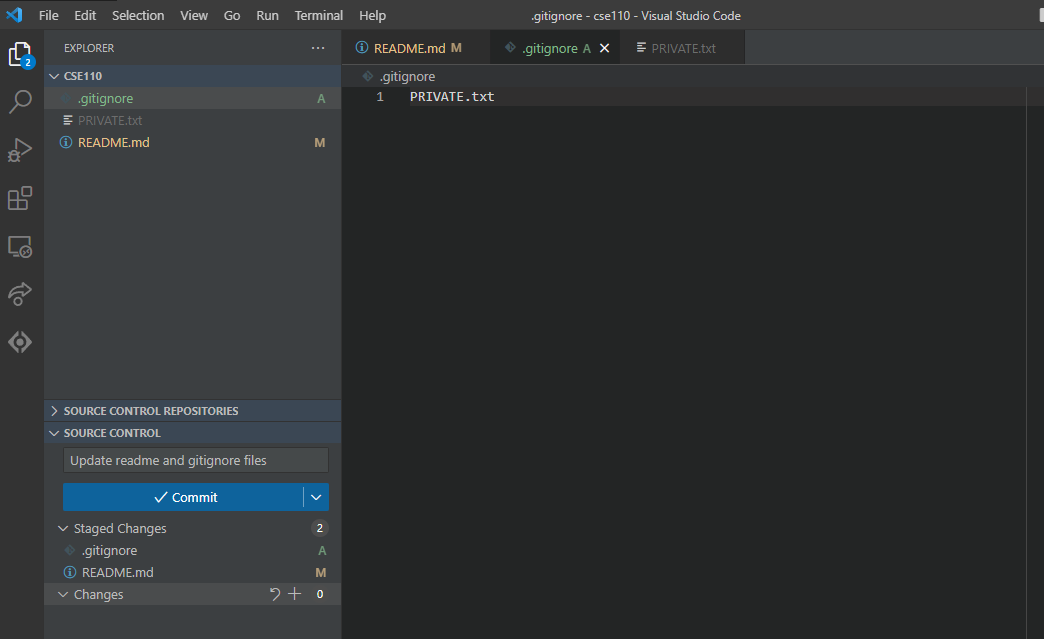 File Edit Selection View Go Run Terminal Help .gitignore - cse110 - Visual Studio Code
2
EXPLORER ...
CSE110
.gitignore A
PRIVATE.txt
README.md M
SOURCE CONTROL REPOSITORIES
SOURCE CONTROL
Update readme and gitignore files
Commit
Staged Changes 2
.gitignore A
README.md M
Changes 0
README.md M .gitignore A PRIVATE.txt
.gitignore
1 PRIVATE.txt